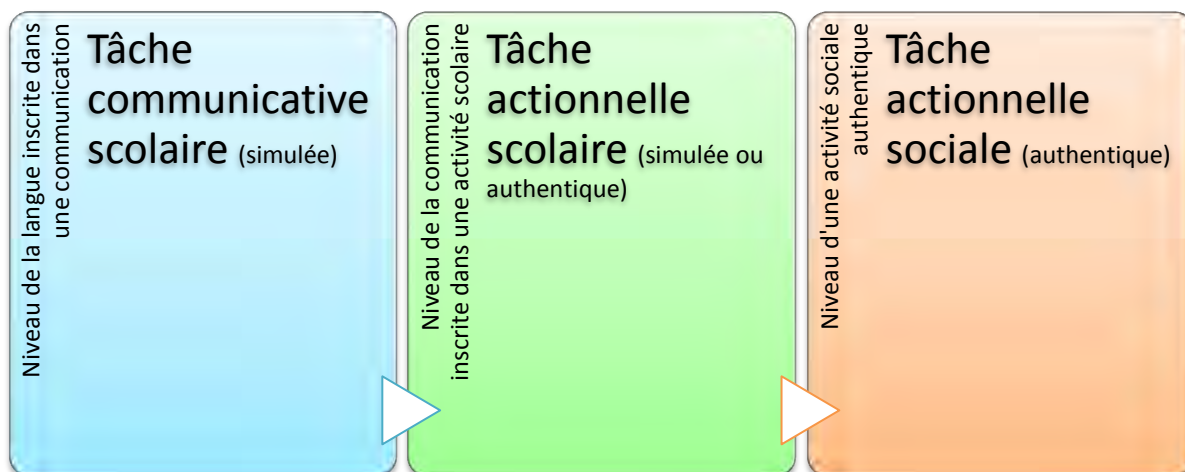 Niveau de la langue inscrite dans
une communication
Tâche
communicative
scolaire (simulée)
Niveau de la communication
inscrite dans une activité scolaire
Tâche
actionnelle
scolaire (simulée ou
authentique)
Niveau d'une activité sociale
authentique
Tâche
actionnelle
sociale (authentique)